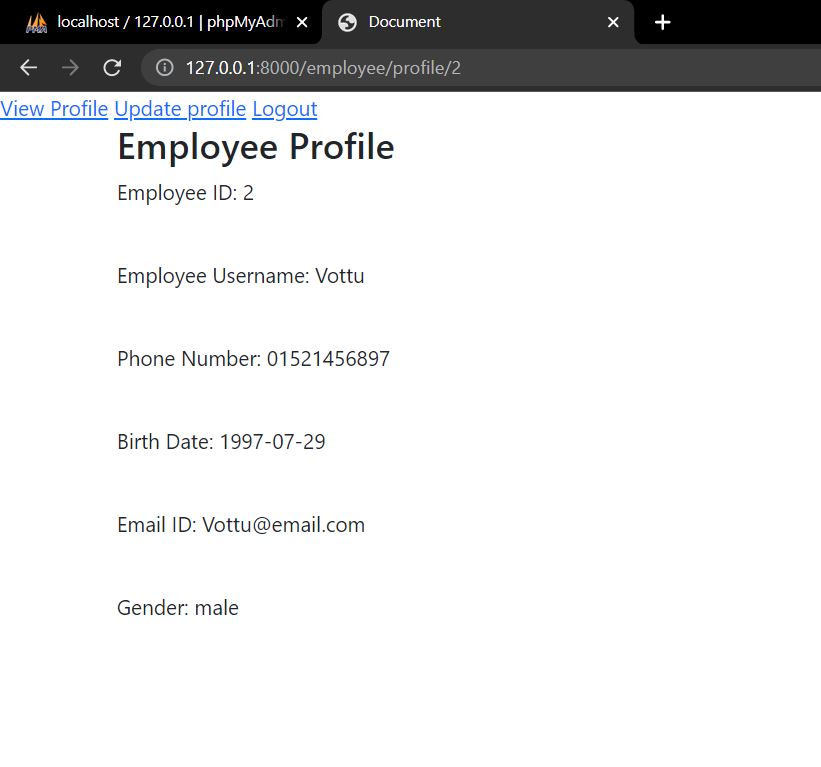 localhost / 127.0.0.1 | phpMyAdm
Document
127.0.0.1:8000/employee/profile/2
View Profile Update profile Logout
Employee Profile
Employee ID: 2
Employee Username: Vottu
Phone Number: 01521456897
Birth Date: 1997-07-29
Email ID: Vottu@email.com
Gender: male